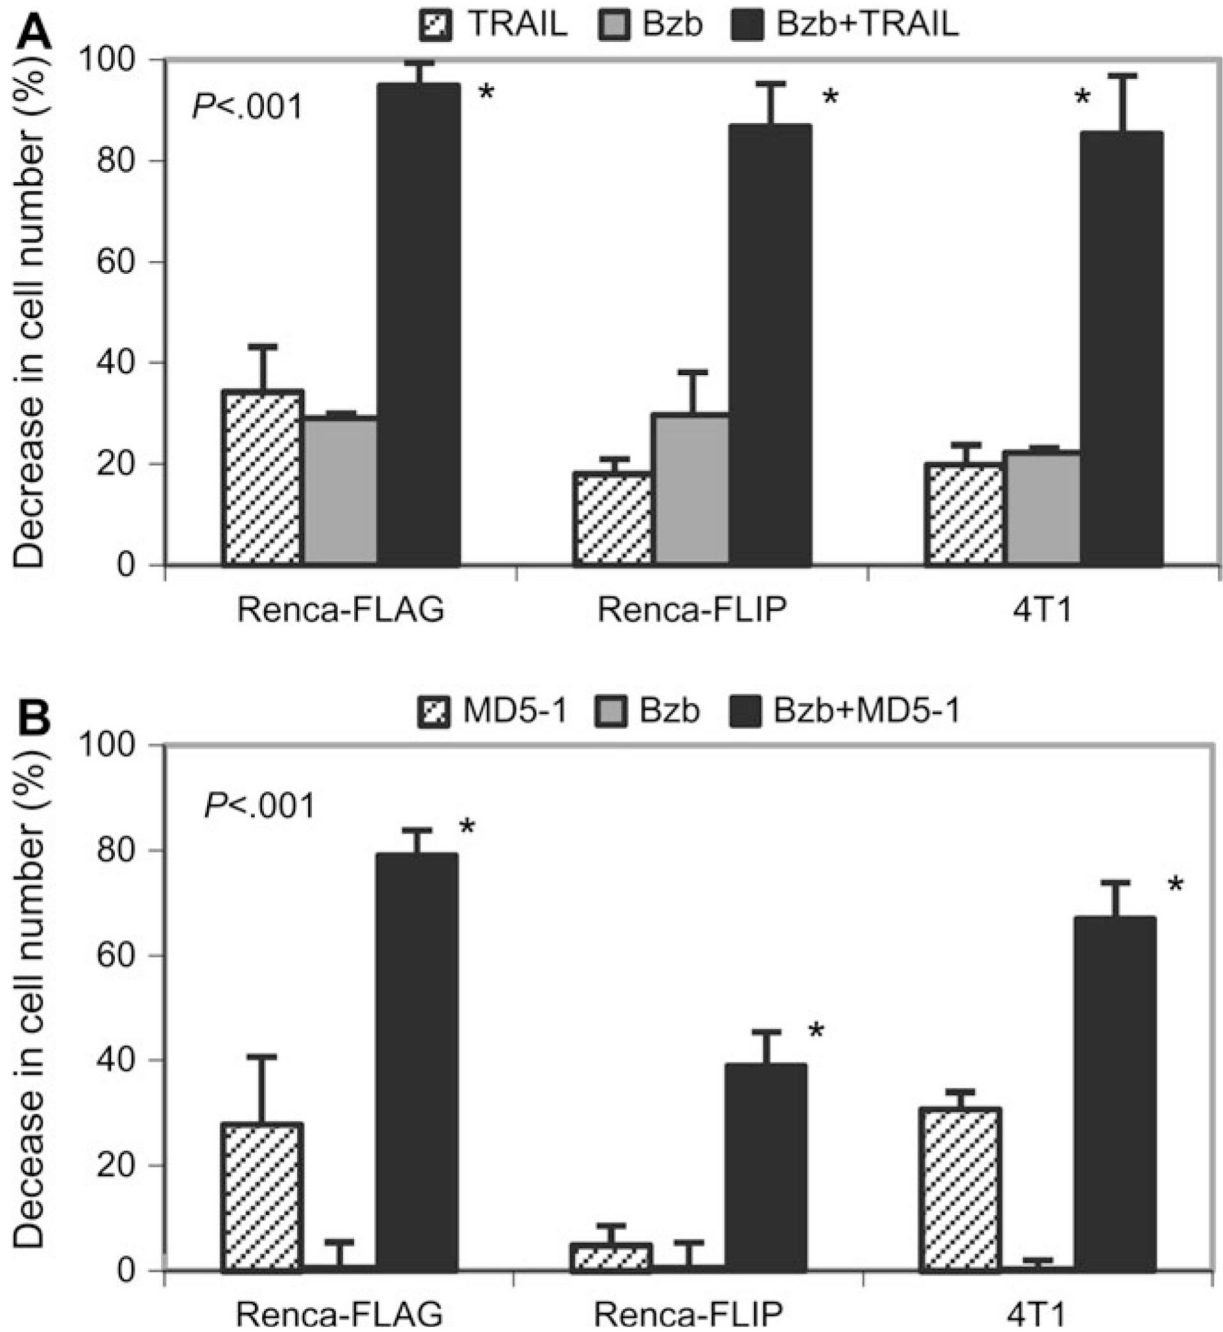 A
TRAIL Bzb Bzb+TRAIL
Decrease in cell number (%)
100
80
60
40
20
0
P<.001
*
*
*
Renca-FLAG Renca-FLIP 4T1
B
MD5-1 Bzb Bzb+MD5-1
Decease in cell number (%)
100
80
60
40
20
0
P<.001
*
*
*
Renca-FLAG Renca-FLIP 4T1